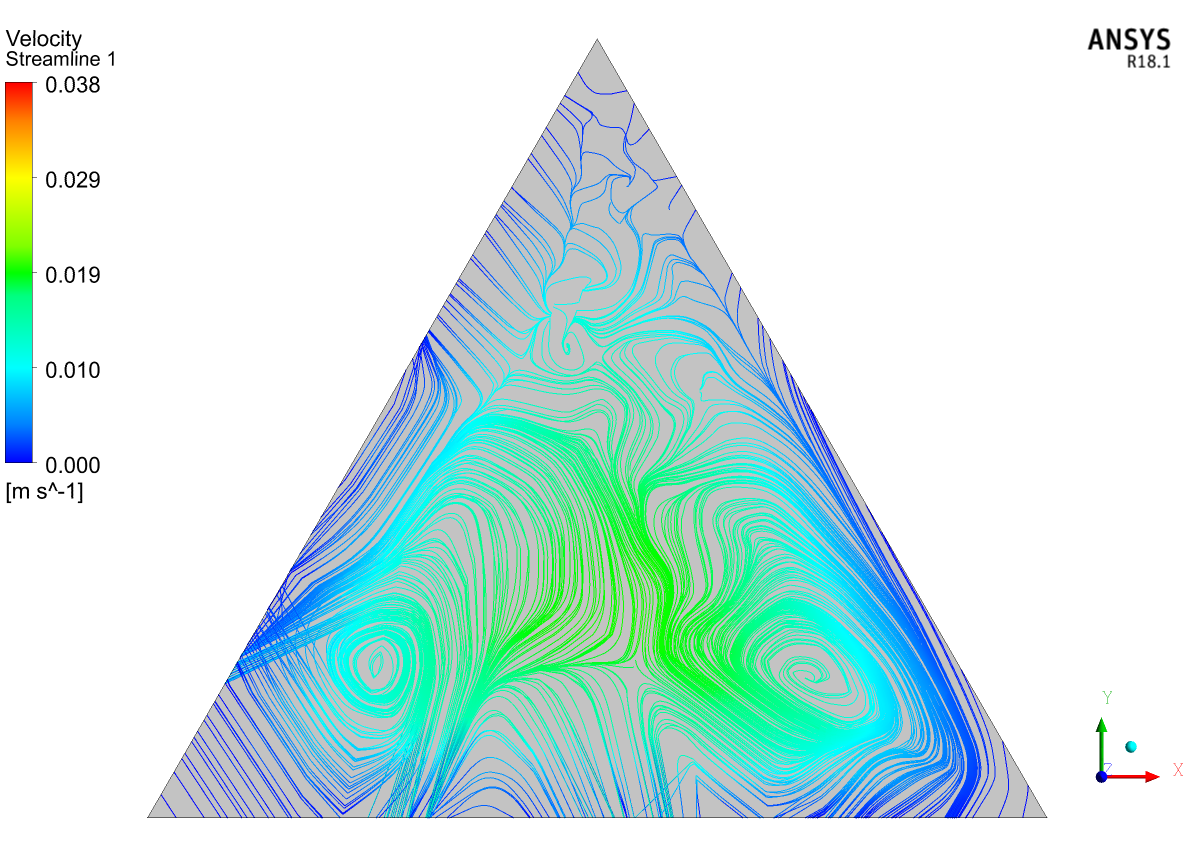 Velocity
Streamline 1
0.038
0.029
0.019
0.010
0.000
[m s^-1]
ANSYS
R18.1
Y
Z
X